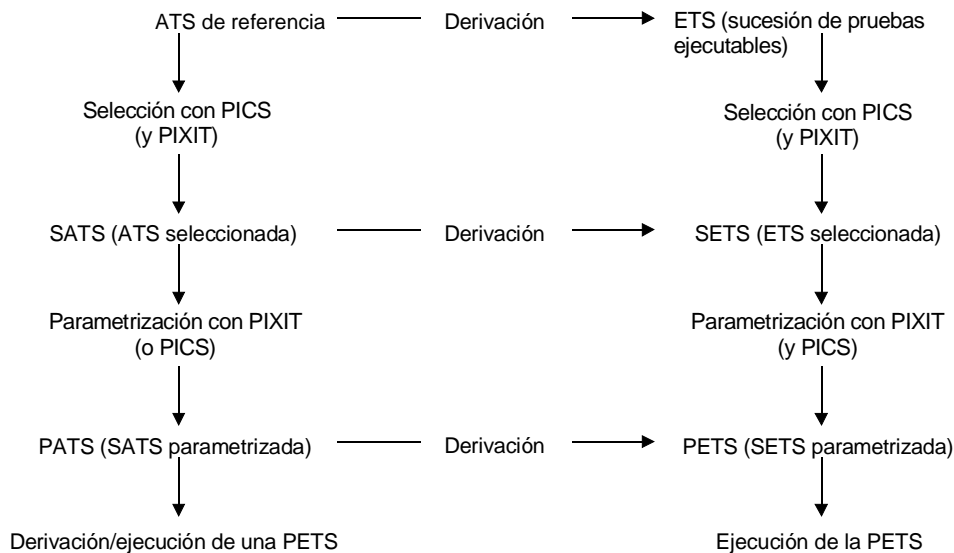 ATS de referencia Derivación ETS (sucesión de pruebas
ejecutables)
Selección con PICS Selección con PICS
(y PIXIT) (y PIXIT)
SATS (ATS seleccionada) Derivación SETS (ETS seleccionada)
Parametrización con PIXIT Parametrización con PIXIT
(o PICS) (y PICS)
PATS (SATS parametrizada) Derivación PETS (SETS parametrizada)
Derivación/ejecución de una PETS Ejecución de la PETS